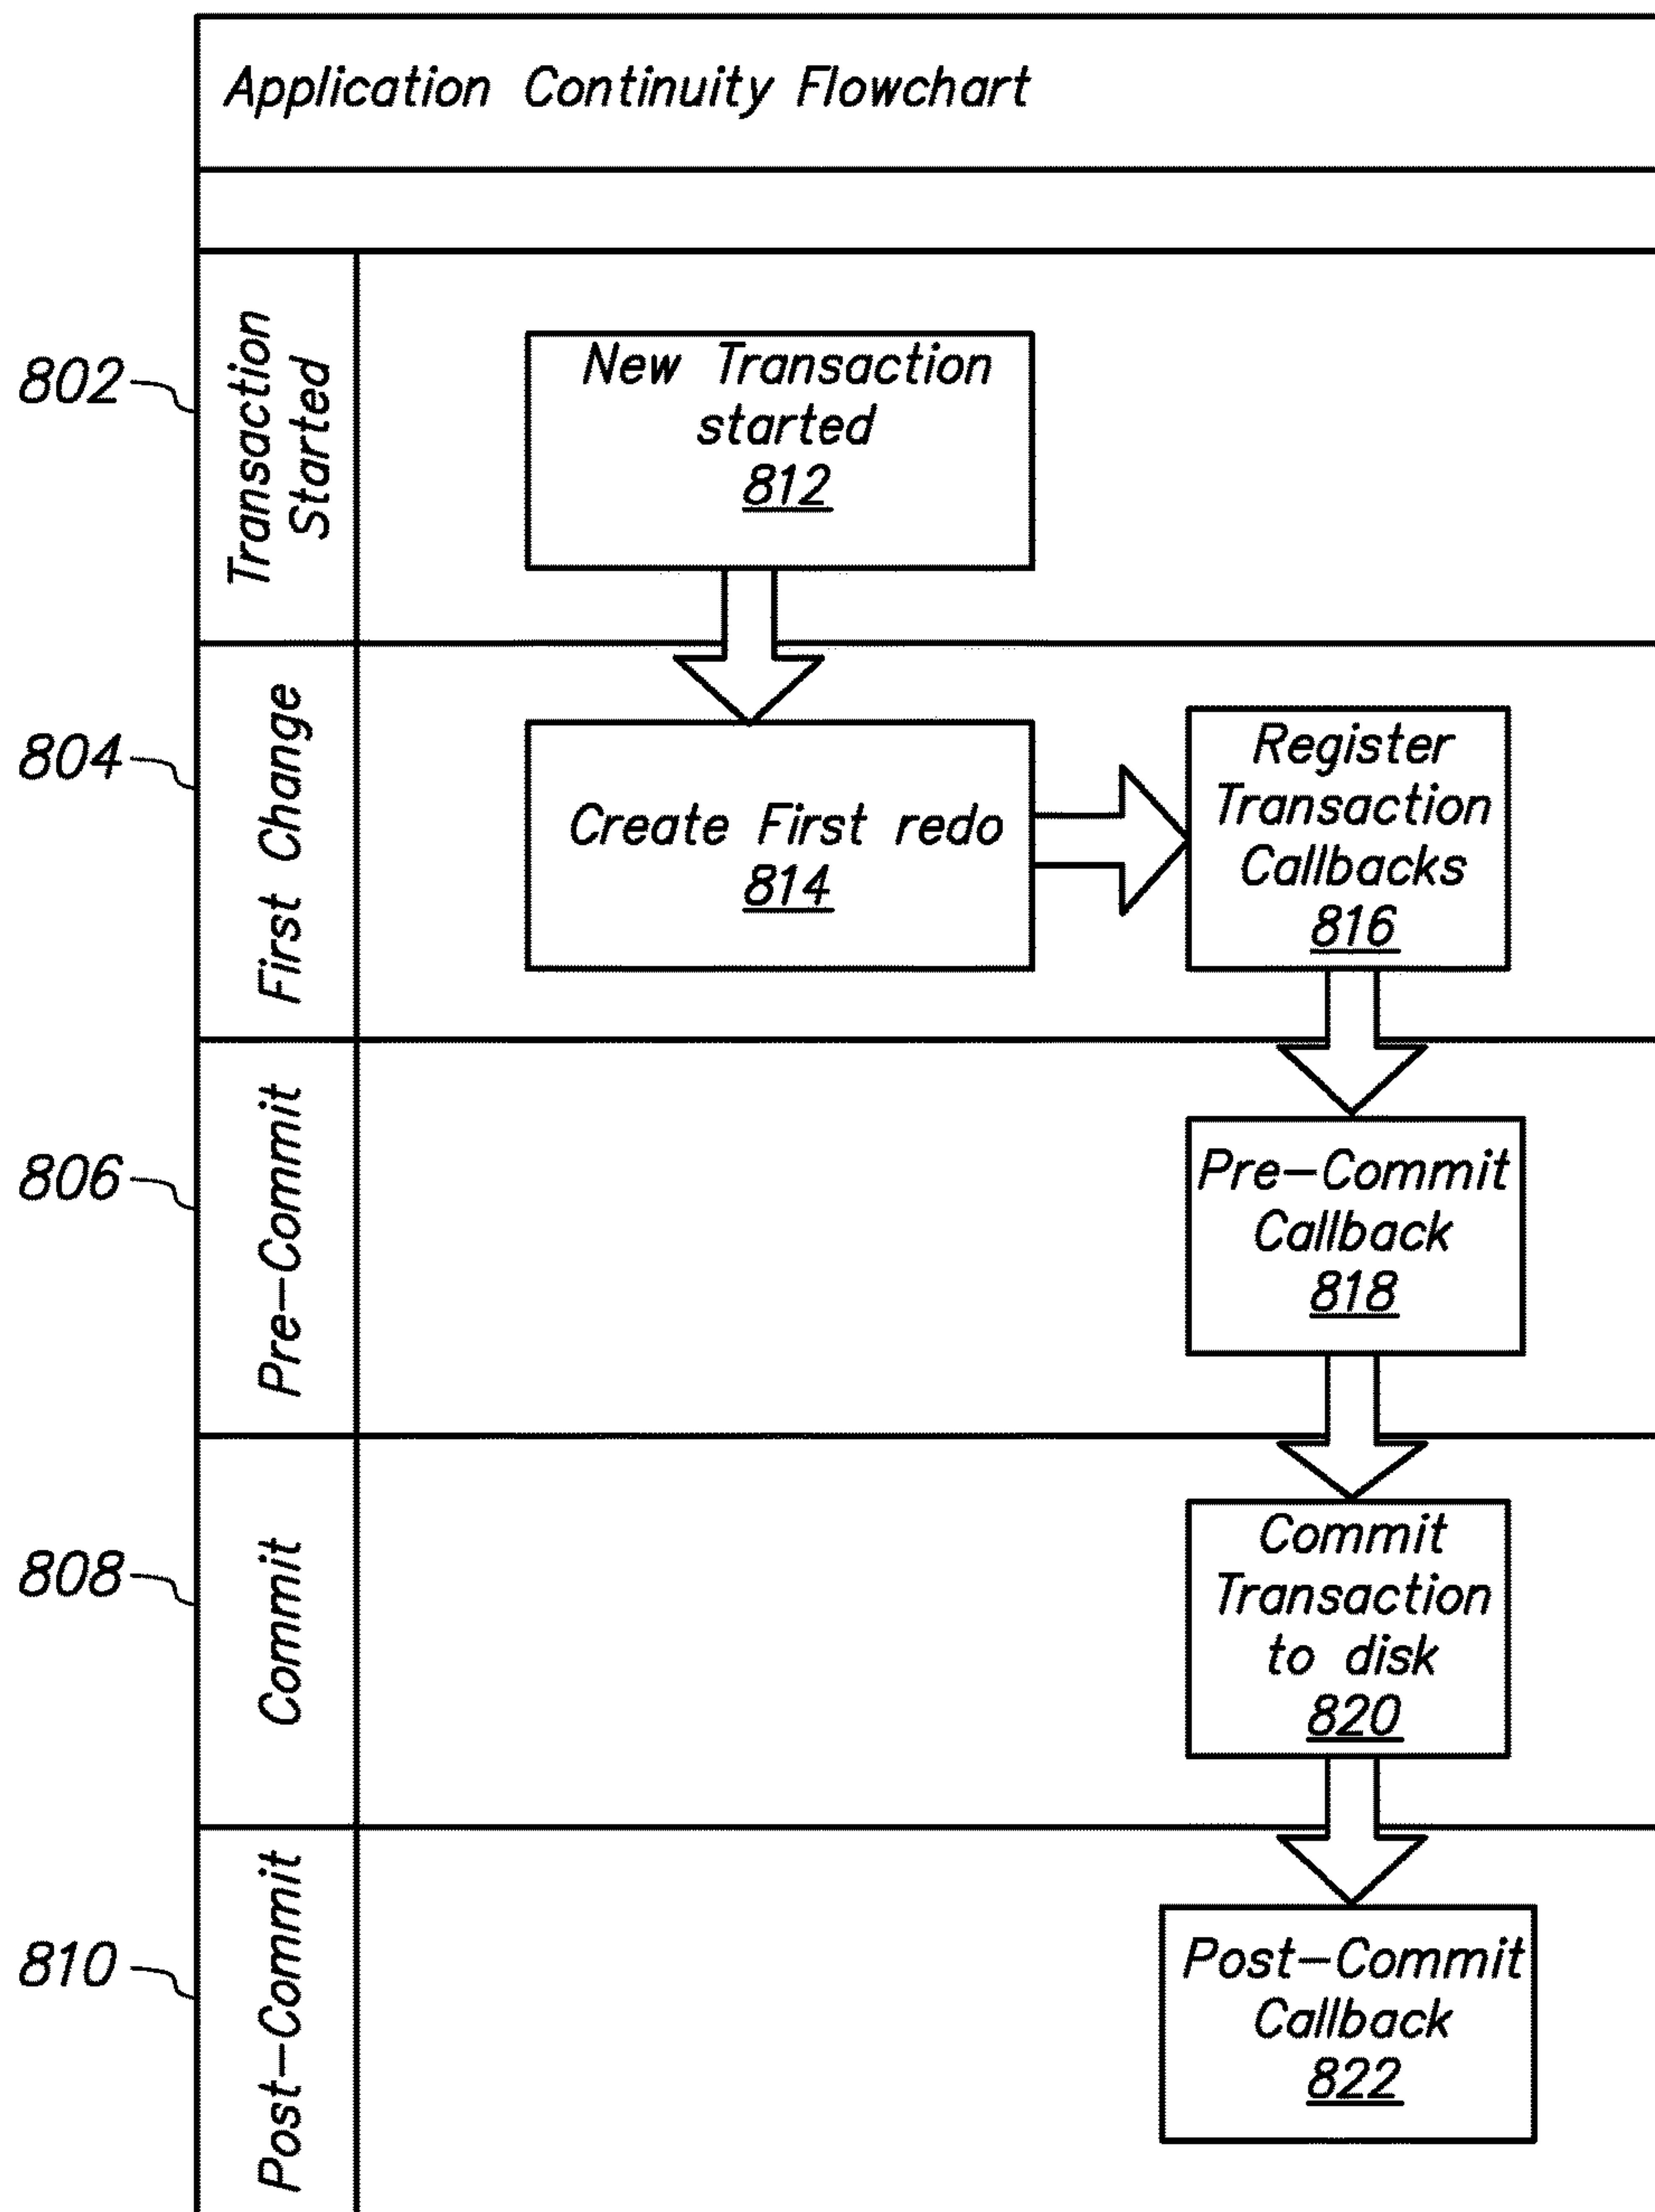 Application Continuity Flowchart
802
Transaction
Started
New Transaction
started
812
804
First Change
Create First redo
814
Register
Transaction
Callbacks
816
806
Pre-Commit
Pre-Commit
Callback
818
808
Commit
Commit
Transaction
to disk
820
810
Post-Commit
Post-Commit
Callback
822